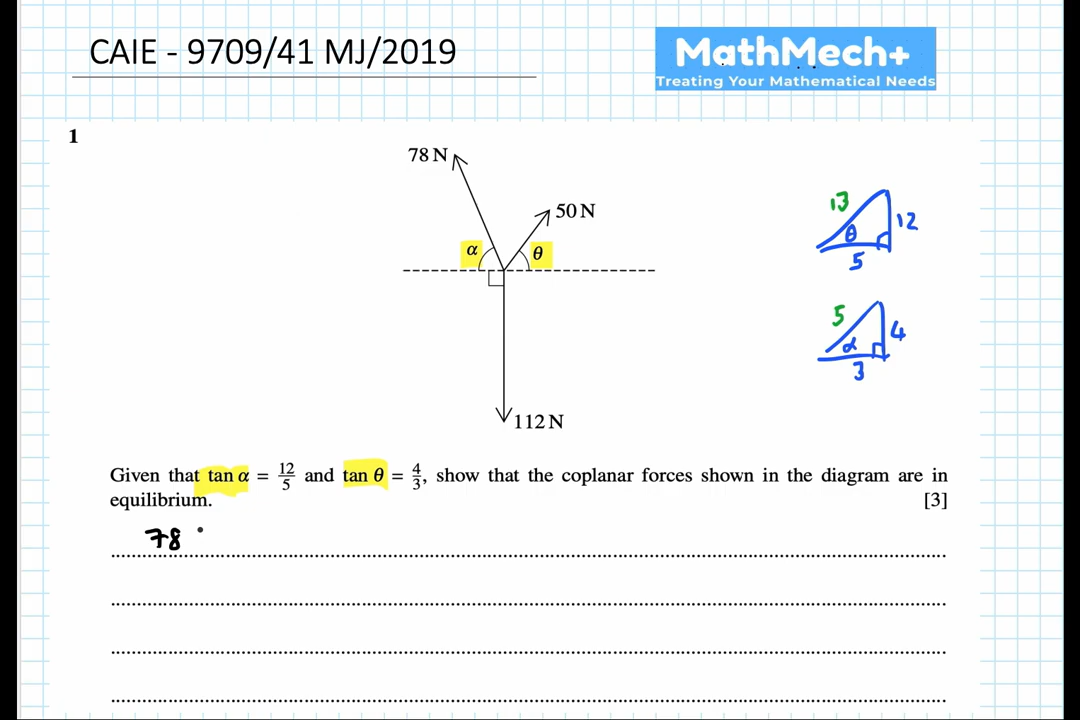 CAIE - 9709/41 MJ/2019
MathMech+
Treating Your Mathematical Needs
1
78 N
50 N
α
θ
112 N
13
12
θ
5
5
4
α
3
Given that tan α = 12/5 and tan θ = 4/3, show that the coplanar forces shown in the diagram are in
equilibrium. [3]
78